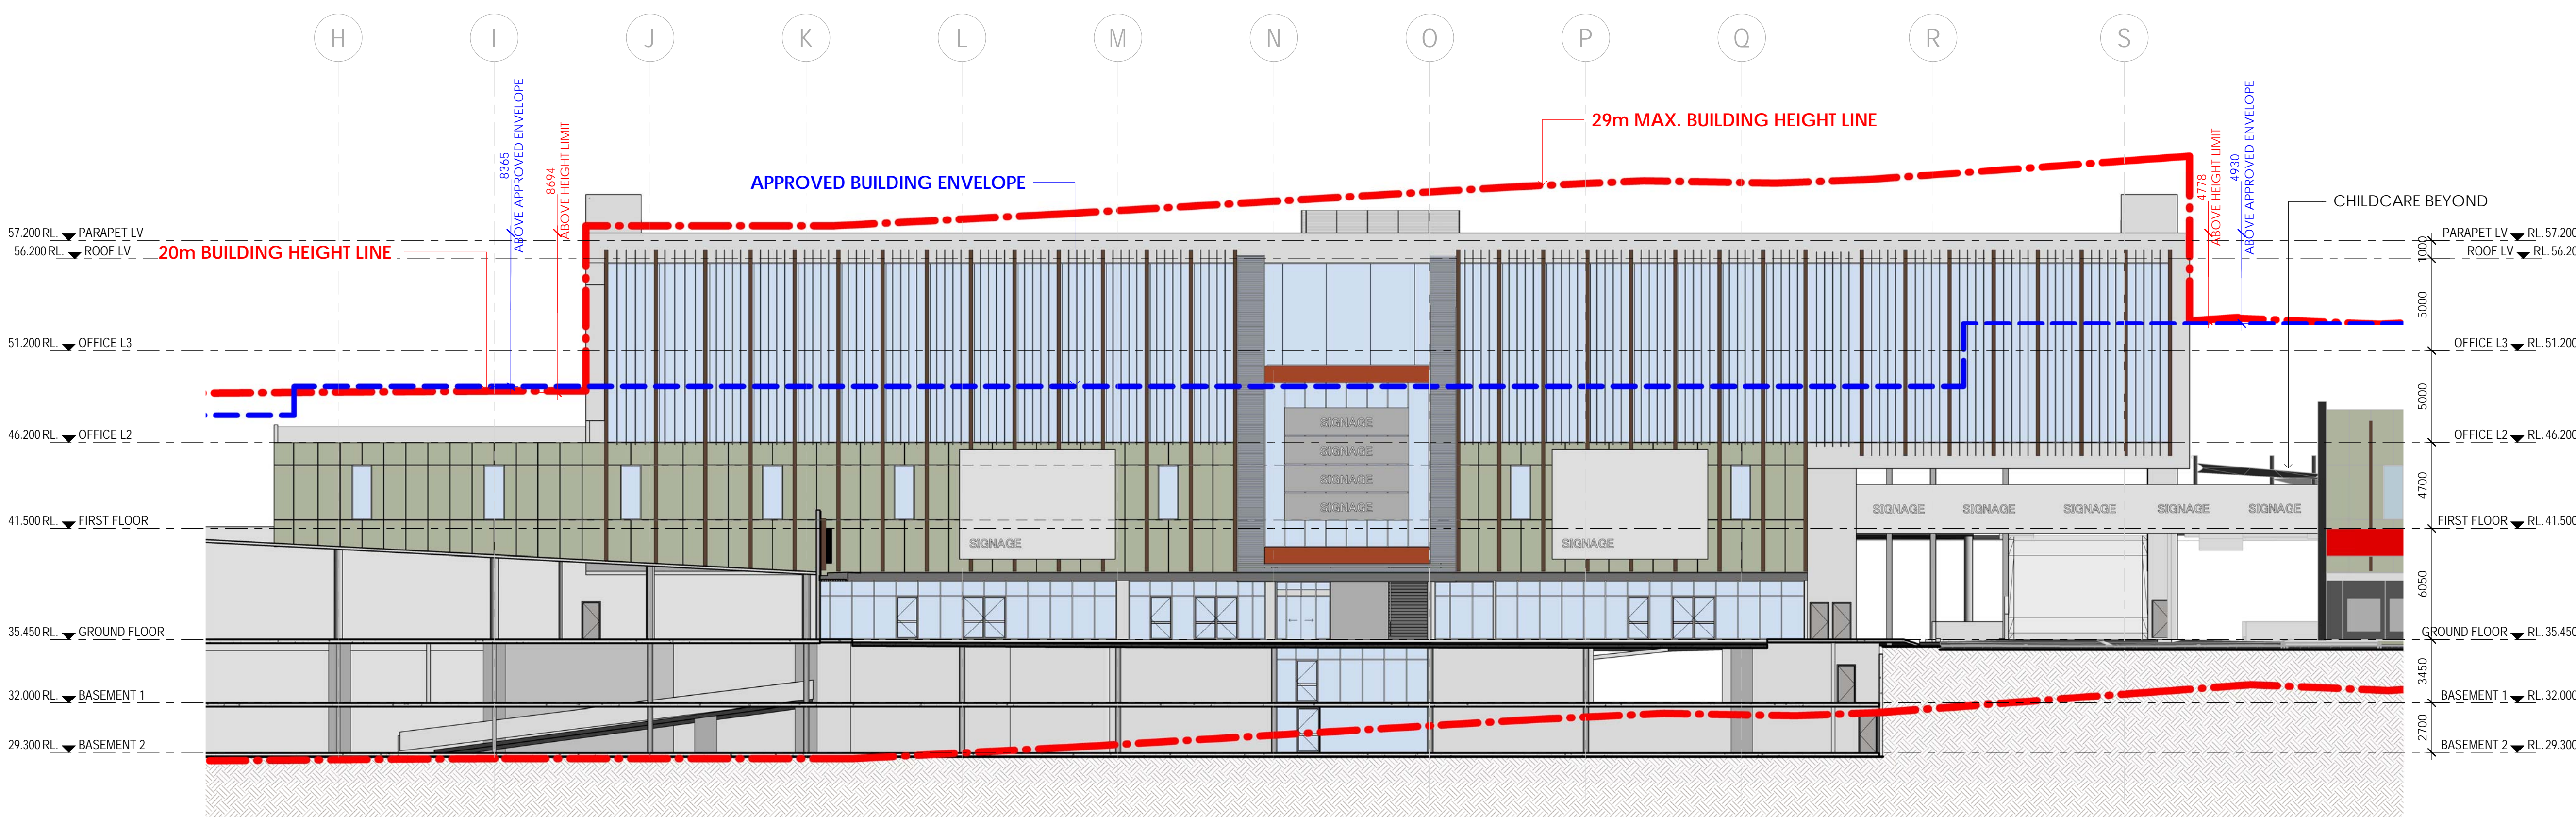 H I J K L M N O P Q R S
29m MAX. BUILDING HEIGHT LINE
APPROVED BUILDING ENVELOPE
20m BUILDING HEIGHT LINE
8365
ABOVE APPROVED ENVELOPE
8694
ABOVE HEIGHT LIMIT
4778
ABOVE HEIGHT LIMIT
4930
ABOVE APPROVED ENVELOPE
CHILDCARE BEYOND
57.200 RL. PARAPET LV
56.200 RL. ROOF LV
51.200 RL. OFFICE L3
46.200 RL. OFFICE L2
41.500 RL. FIRST FLOOR
35.450 RL. GROUND FLOOR
32.000 RL. BASEMENT 1
29.300 RL. BASEMENT 2
SIGNAGE
SIGNAGE
SIGNAGE
SIGNAGE
SIGNAGE
SIGNAGE
SIGNAGE SIGNAGE SIGNAGE SIGNAGE SIGNAGE
PARAPET LV RL. 57.200
ROOF LV RL. 56.20
OFFICE L3 RL. 51.200
OFFICE L2 RL. 46.200
FIRST FLOOR RL. 41.500
GROUND FLOOR RL. 35.450
BASEMENT 1 RL. 32.000
BASEMENT 2 RL. 29.300
1000
5000
5000
4700
6050
3450
2700